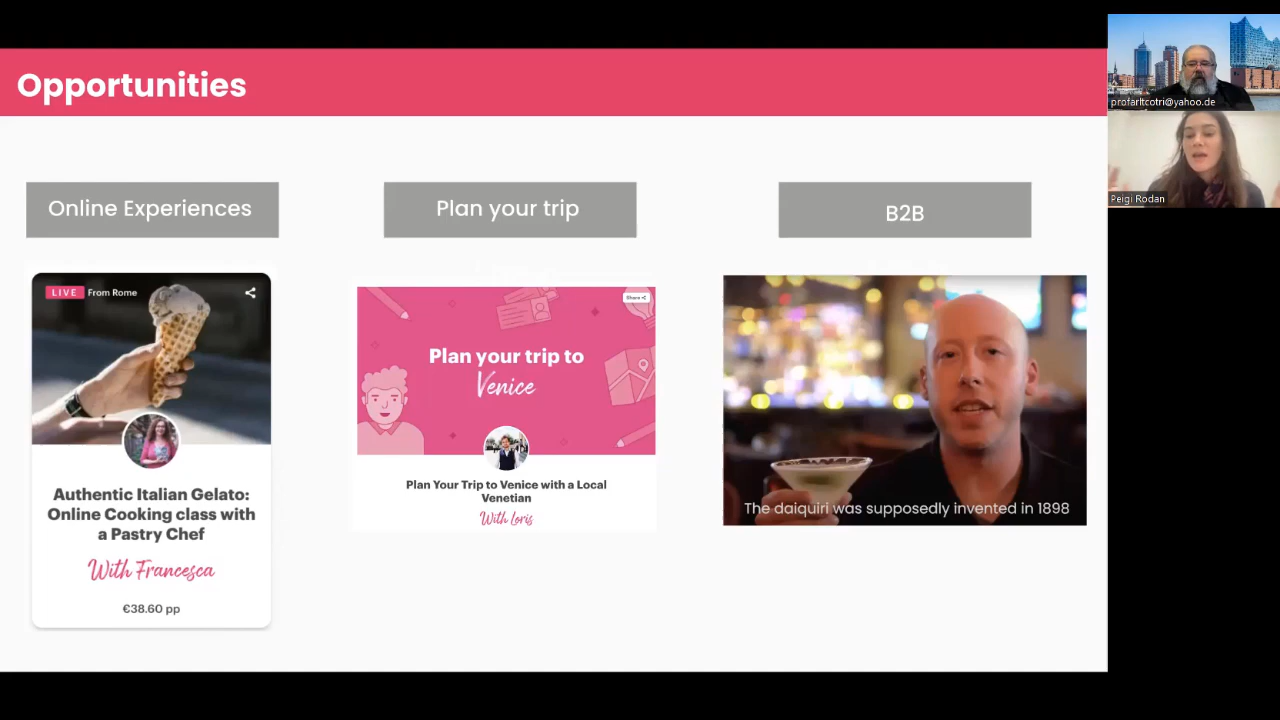 Opportunities
Online Experiences
Plan your trip
B2B
LIVE From Rome
Authentic Italian Gelato:
Online Cooking class with
a Pastry Chef
With Francesca
€38.60 pp
Share
Plan your trip to
Venice
Plan Your Trip to Venice with a Local
Venetian
With Loris
The daiquiri was supposedly invented in 1898
profarltcotri@yahoo.de
Peigi Rodan